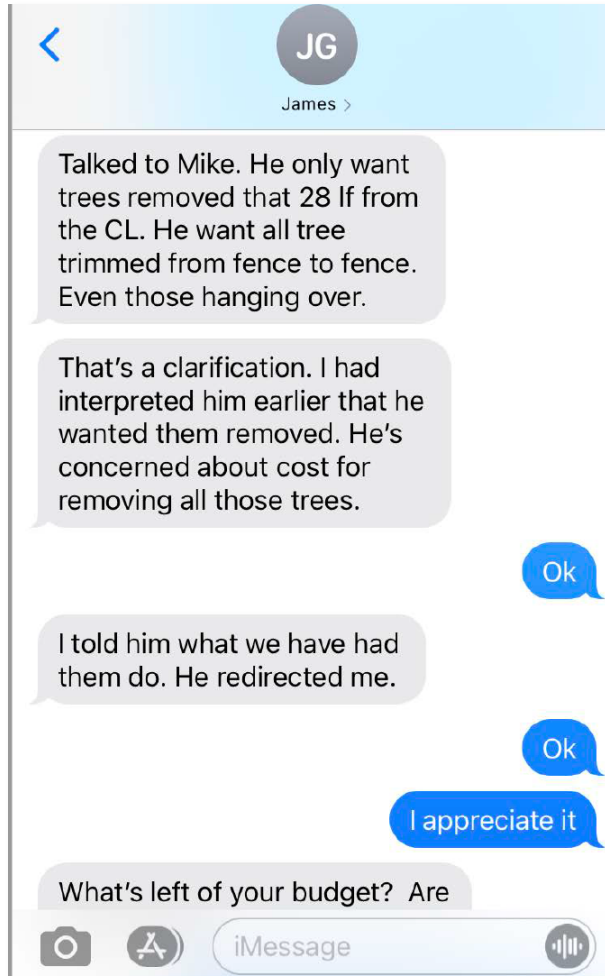 JG
James >
Talked to Mike. He only want
trees removed that 28 lf from
the CL. He want all tree
trimmed from fence to fence.
Even those hanging over.
That's a clarification. I had
interpreted him earlier that he
wanted them removed. He's
concerned about cost for
removing all those trees.
Ok
I told him what we have had
them do. He redirected me.
Ok
I appreciate it
What's left of your budget?  Are
iMessage